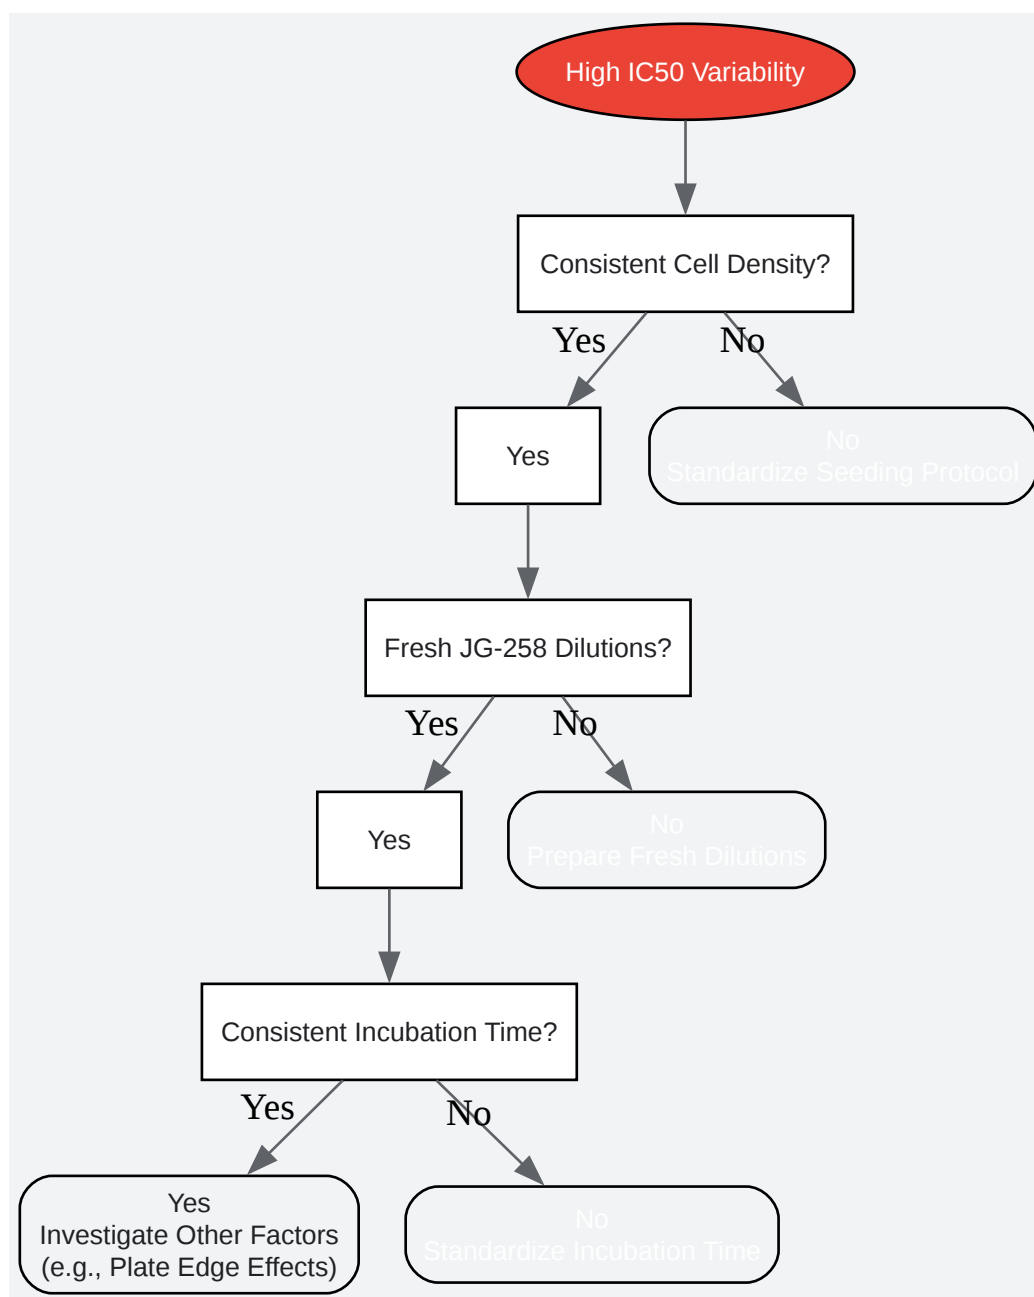 High IC50 Variability
Consistent Cell Density?
Yes
No
Yes
No
Standardize Seeding Protocol
Fresh JG-258 Dilutions?
Yes
No
Yes
No
Prepare Fresh Dilutions
Consistent Incubation Time?
Yes
No
Yes
Investigate Other Factors
(e.g., Plate Edge Effects)
No
Standardize Incubation Time